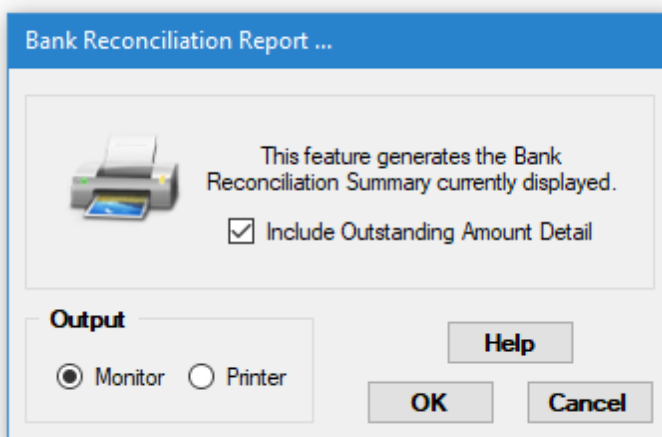 Bank Reconciliation Report ...
This feature generates the Bank
Reconciliation Summary currently displayed.
Include Outstanding Amount Detail
Output
Monitor Printer
Help
OK Cancel